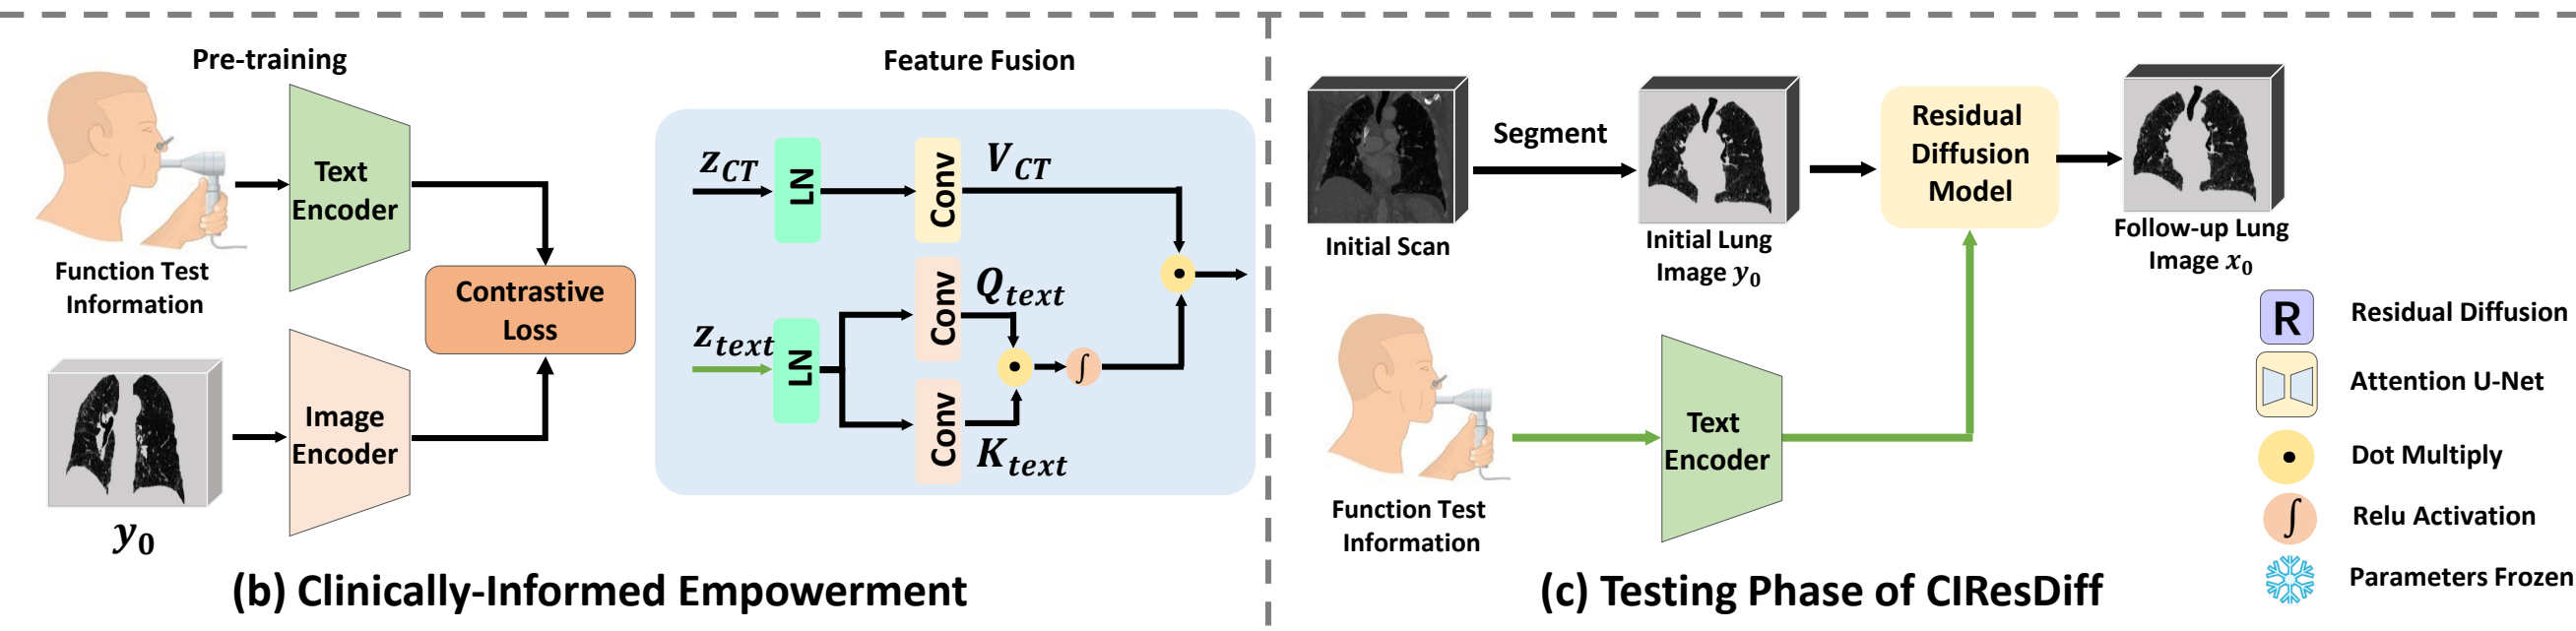 Pre-training
Feature Fusion
Text
Encoder
Function Test
Information
Contrastive
Loss
Image
Encoder
y₀
z_CT
LN
Conv
V_CT
z_text
LN
Conv
Q_text
∫
Conv
K_text
(b) Clinically-Informed Empowerment
Initial Scan
Segment
Initial Lung
Image y₀
Residual
Diffusion
Model
Follow-up Lung
Image x₀
Function Test
Information
Text
Encoder
R
Residual Diffusion
Attention U-Net
Dot Multiply
∫
Relu Activation
Parameters Frozen
(c) Testing Phase of CIResDiff